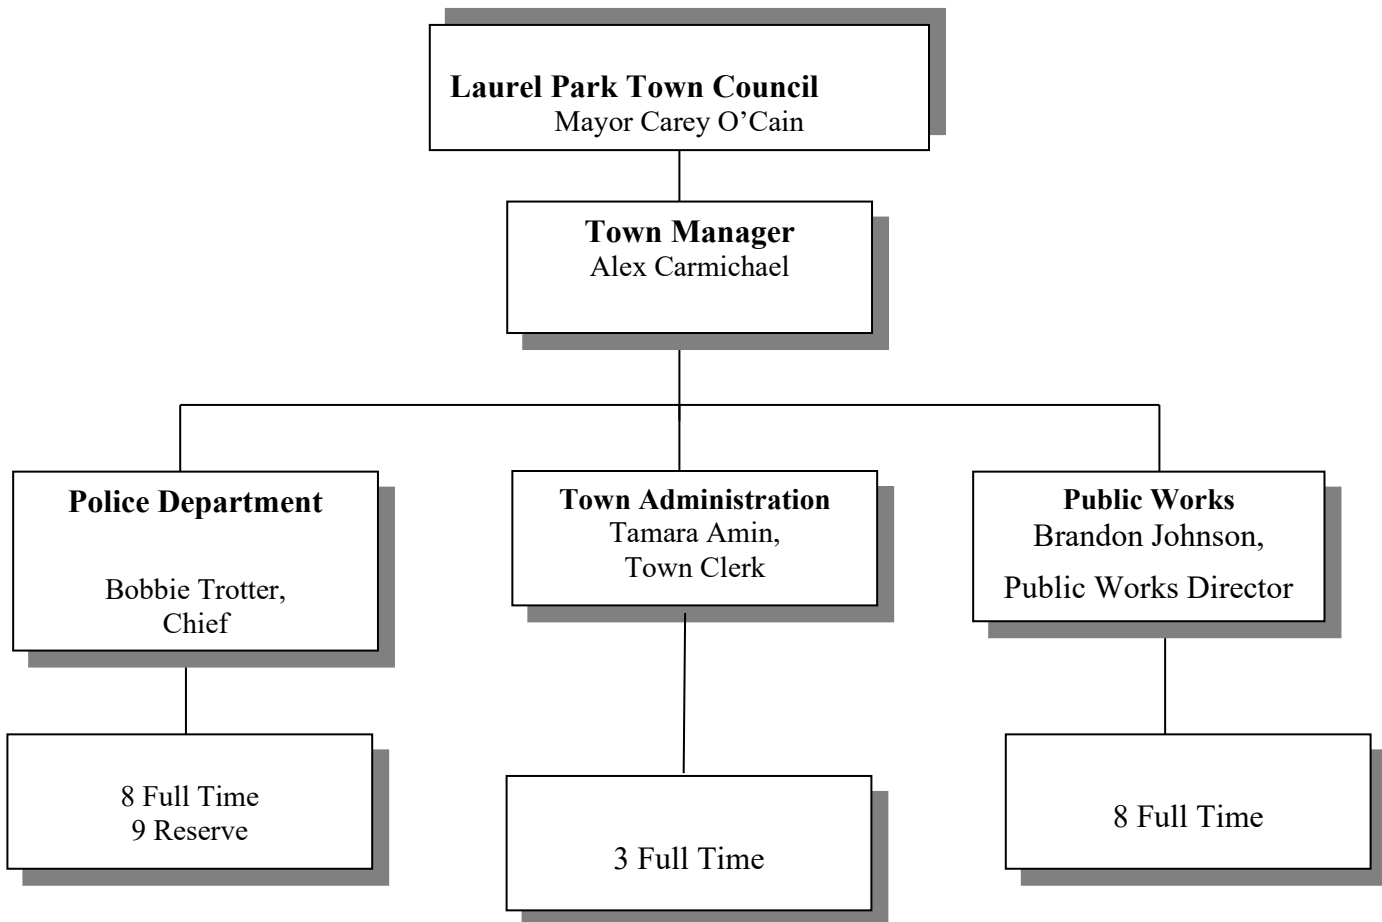 Laurel Park Town Council
Mayor Carey O’Cain
Town Manager
Alex Carmichael
Police Department
Bobbie Trotter,
Chief
Town Administration
Tamara Amin,
Town Clerk
Public Works
Brandon Johnson,
Public Works Director
8 Full Time
9 Reserve
3 Full Time
8 Full Time